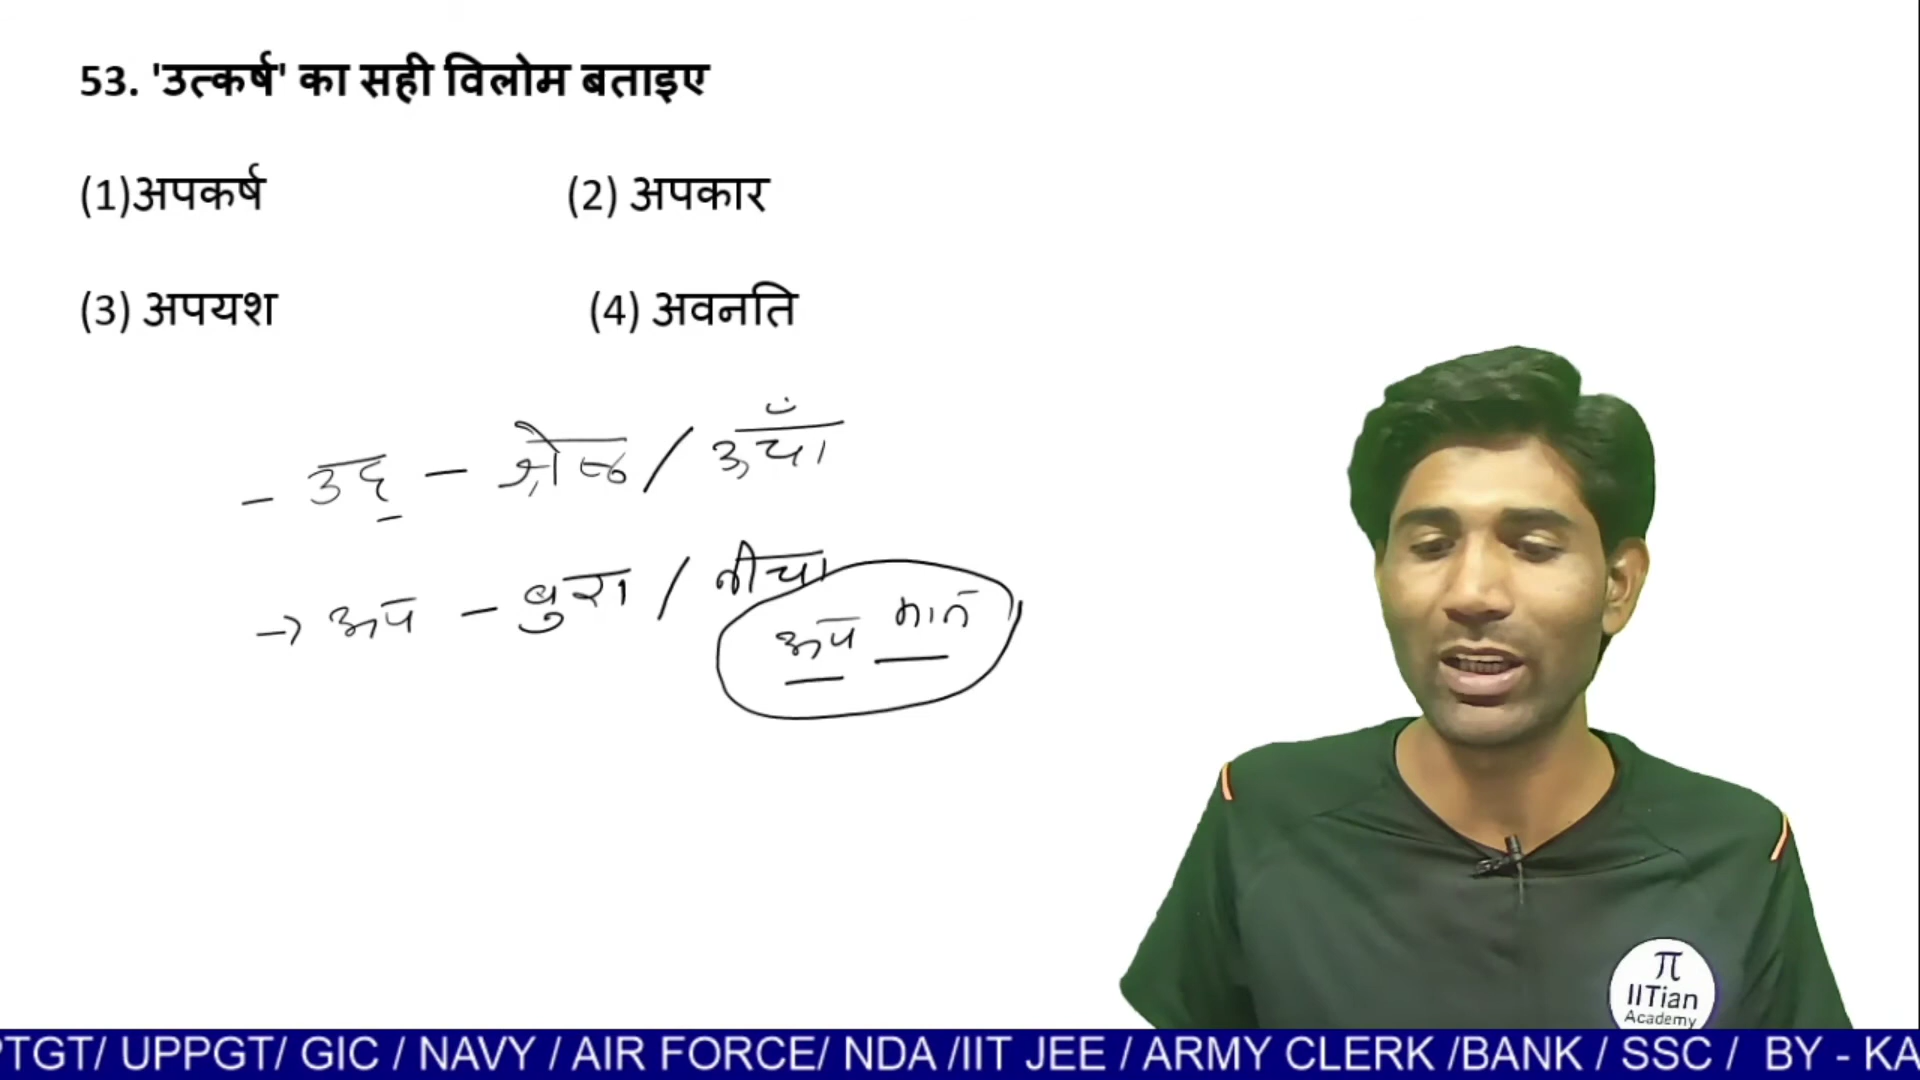 53. 'उत्कर्ष' का सही विलोम बताइए
(1)अपकर्ष (2) अपकार
(3) अपयश (4) अवनति
- उद् - श्रेष्ठ / ऊँचा
→ अप - बुरा / नीचा
अप मान
π
IITian
Academy
PTGT/ UPPGT/ GIC / NAVY / AIR FORCE/ NDA /IIT JEE / ARMY CLERK /BANK / SSC / BY - KA